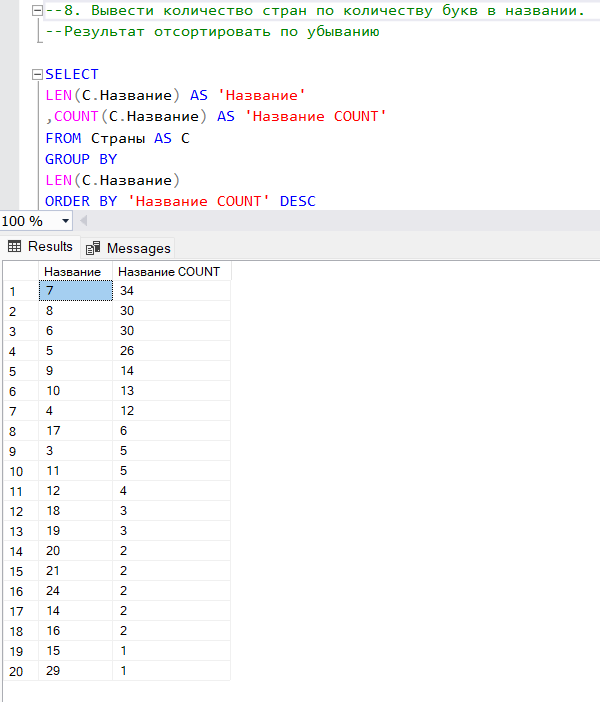 --8. Вывести количество стран по количеству букв в названии.
--Результат отсортировать по убыванию
SELECT
LEN(С.Название) AS 'Название'
,COUNT(С.Название) AS 'Название COUNT'
FROM Страны AS С
GROUP BY
LEN(С.Название)
ORDER BY 'Название COUNT' DESC
100 %
Results Messages
Название Название COUNT
1 7 34
2 8 30
3 6 30
4 5 26
5 9 14
6 10 13
7 4 12
8 17 6
9 3 5
10 11 5
11 12 4
12 18 3
13 19 3
14 20 2
15 21 2
16 24 2
17 14 2
18 16 2
19 15 1
20 29 1